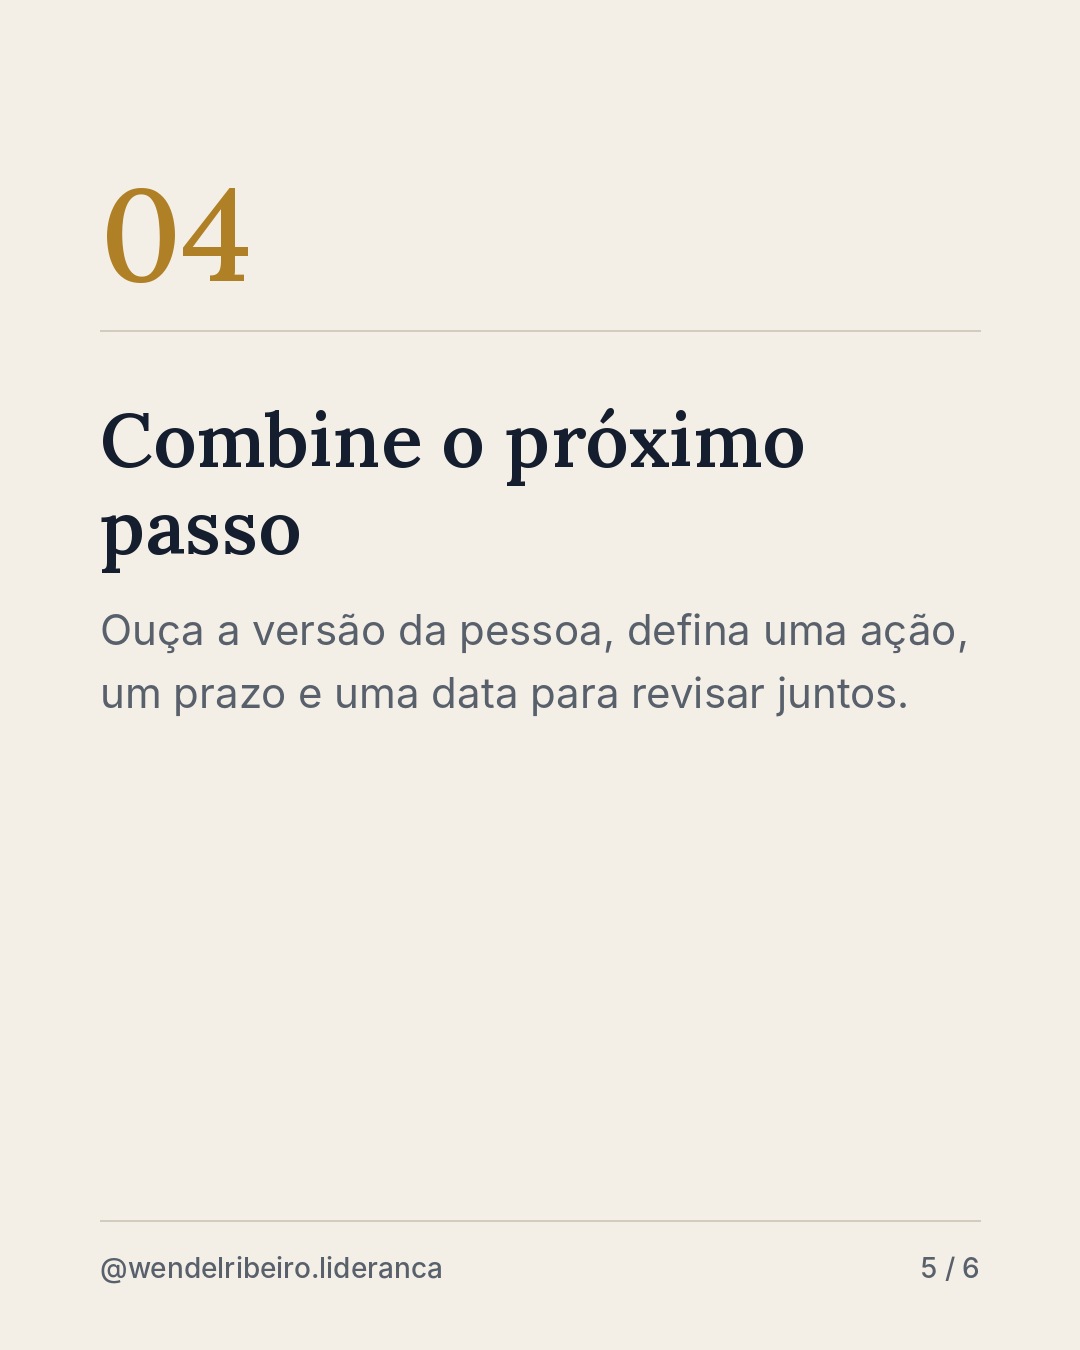 04
Combine o próximo
passo
Ouça a versão da pessoa, defina uma ação,
um prazo e uma data para revisar juntos.
@wendelribeiro.lideranca
5 / 6